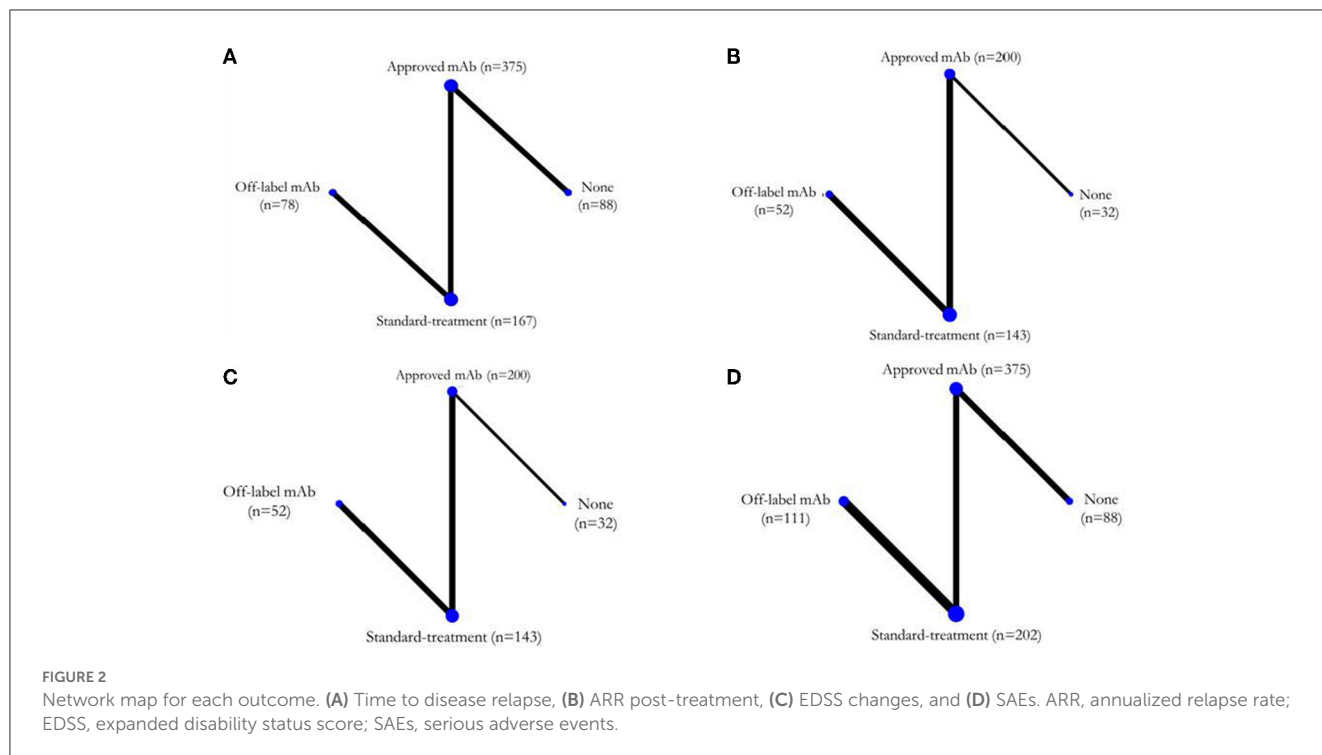 A
Approved mAb (n=375)
Off-label mAb
(n=78)
None
(n=88)
Standard-treatment (n=167)
B
Approved mAb (n=200)
Off-label mAb
(n=52)
None
(n=32)
Standard-treatment (n=143)
C
Approved mAb (n=200)
Off-label mAb
(n=52)
None
(n=32)
Standard-treatment (n=143)
D
Approved mAb (n=375)
Off-label mAb
(n=111)
None
(n=88)
Standard-treatment (n=202)
FIGURE 2
Network map for each outcome. (A) Time to disease relapse, (B) ARR post-treatment, (C) EDSS changes, and (D) SAEs. ARR, annualized relapse rate;
EDSS, expanded disability status score; SAEs, serious adverse events.